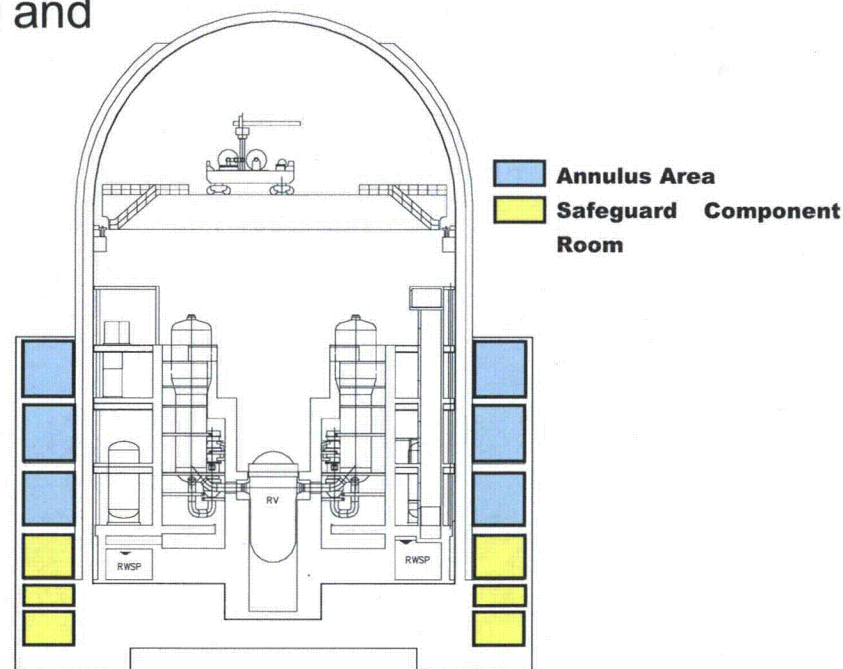 and
Annulus Area
Safeguard Component
Room
RV
RWSP
RWSP